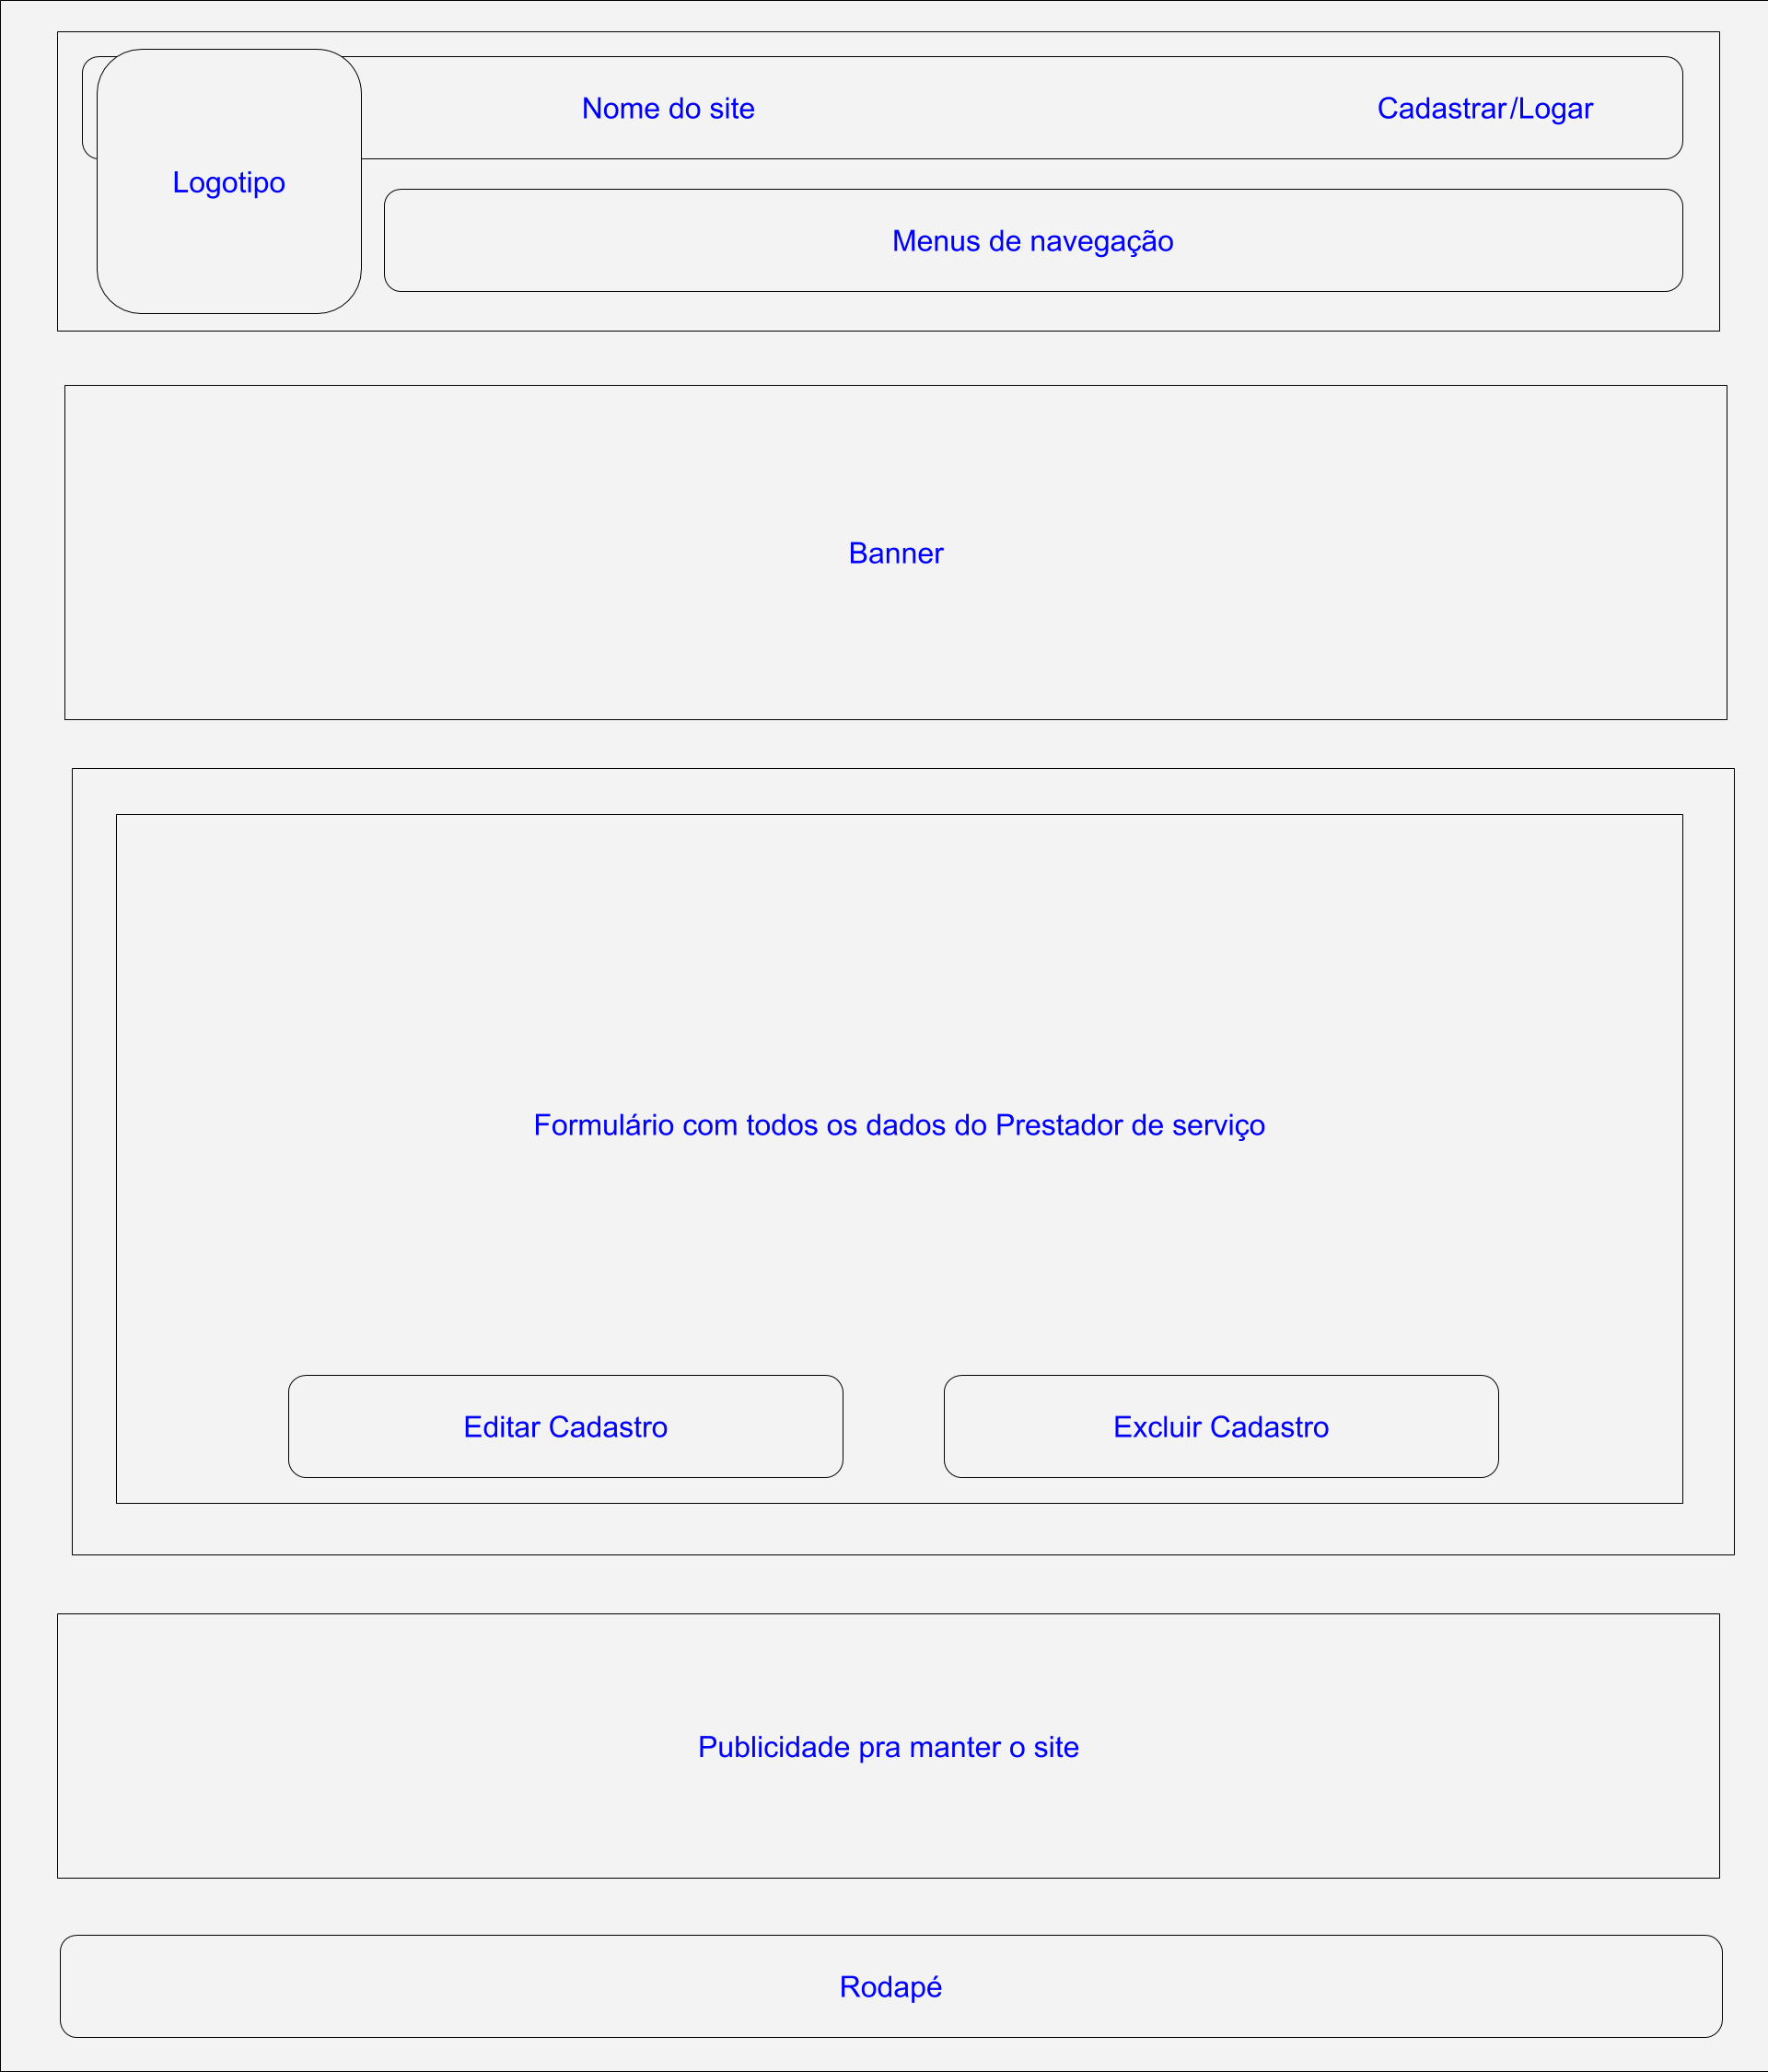 Nome do site
Cadastrar/Logar
Logotipo
Menus de navegação
Banner
Formulário com todos os dados do Prestador de serviço
Editar Cadastro
Excluir Cadastro
Publicidade pra manter o site
Rodapé